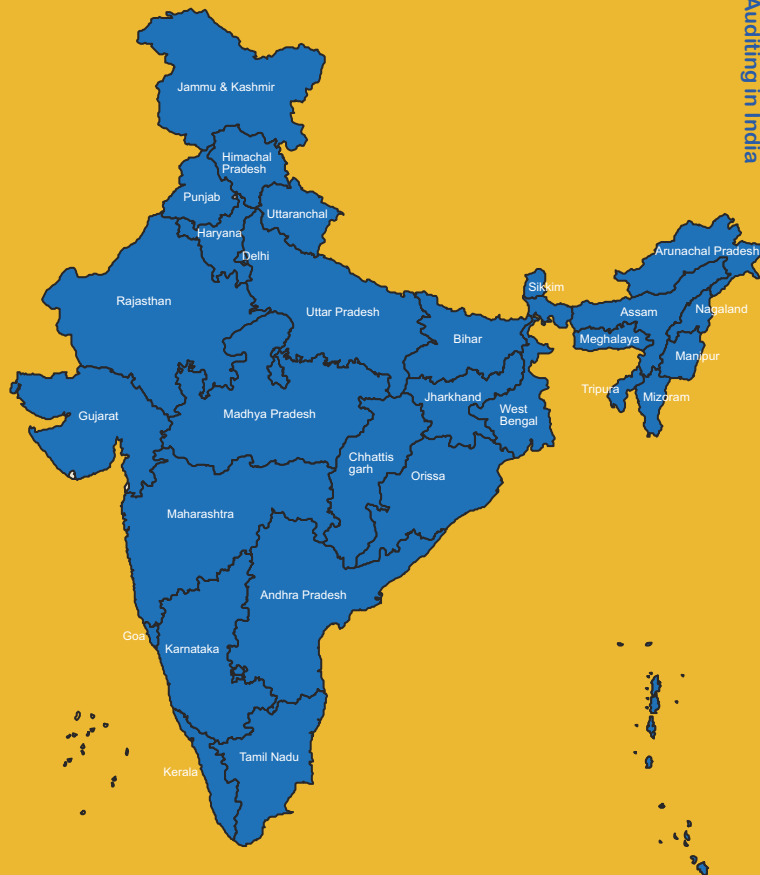 Auditing in India
Jammu & Kashmir
Himachal
Pradesh
Punjab
Uttaranchal
Haryana
Delhi
Arunachal Pradesh
Sikkim
Rajasthan
Uttar Pradesh
Assam
Nagaland
Bihar
Meghalaya
Manipur
Tripura
Mizoram
Jharkhand
West
Bengal
Gujarat
Madhya Pradesh
Chhattis
garh
Orissa
Maharashtra
Andhra Pradesh
Goa
Karnataka
Tamil Nadu
Kerala